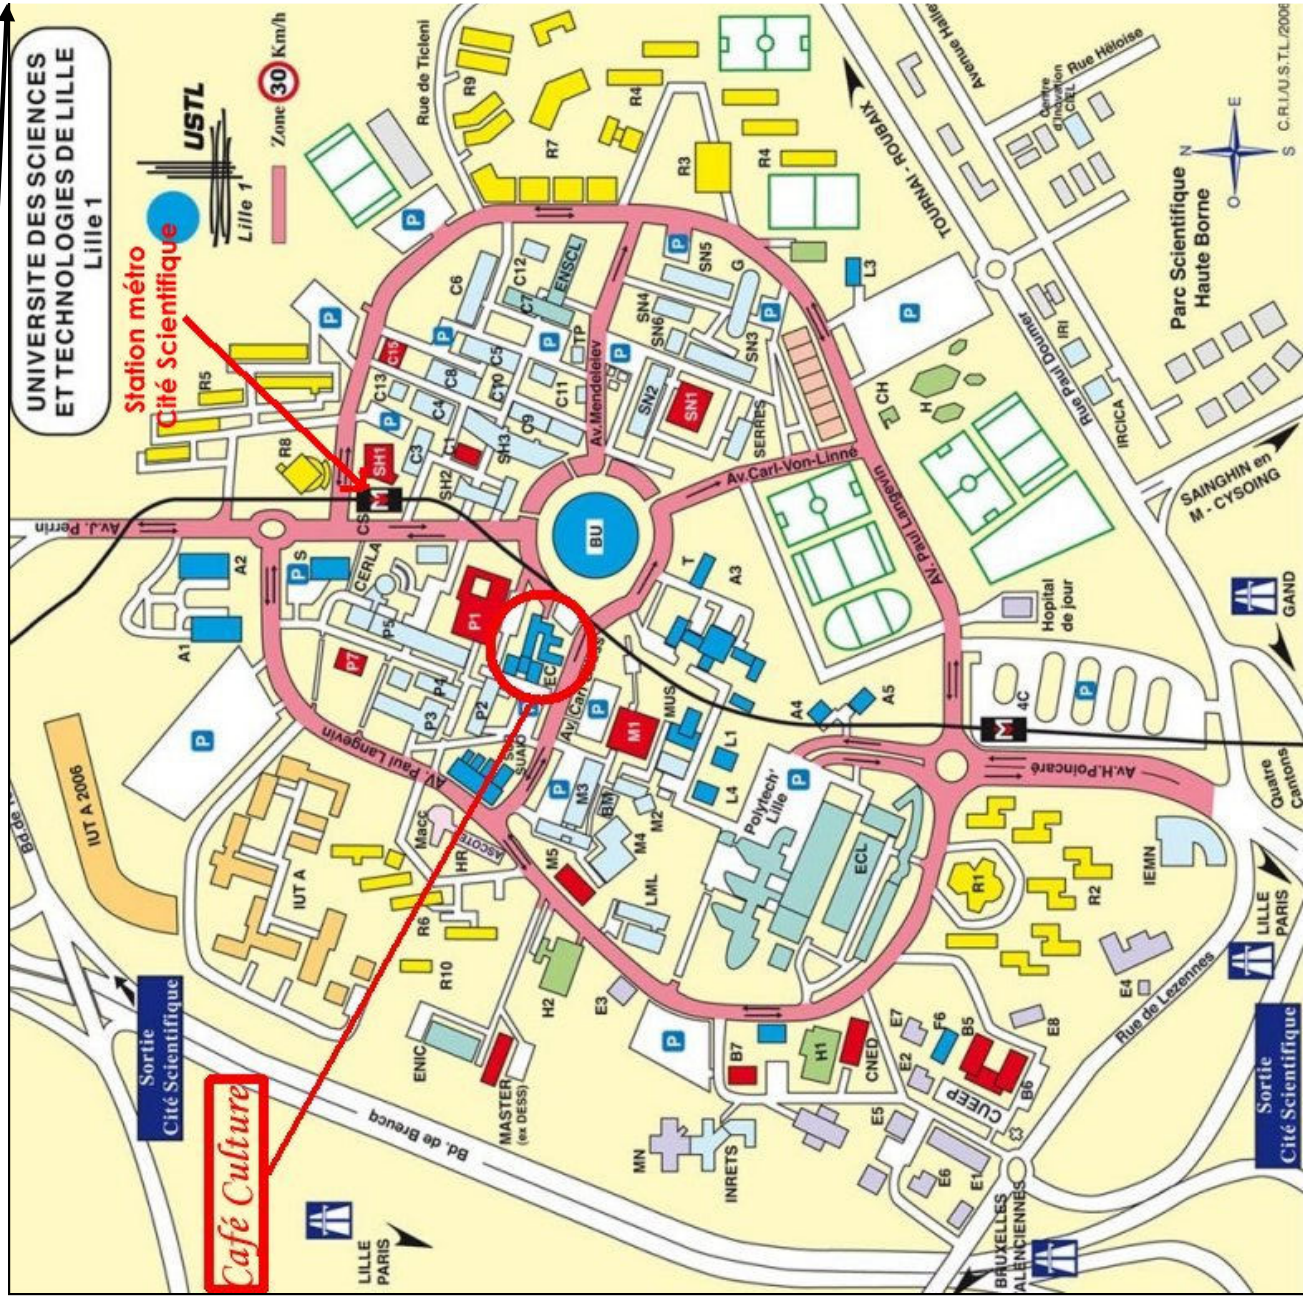 UNIVERSITE DES SCIENCES
ET TECHNOLOGIES DE LILLE
Lille 1
USTL
Lille 1
Zone 30 Km/h
Station métro
Cité Scientifique
Café Culture
Rue de Ticleni
R9
R7
R4
R3
R4
P
TOURNAI - ROUBAIX
Avenue Halley
Rue Héloise
Centre
d'Innovation
CIEL
C.R.I./U.S.T.L./2006
N
E
S
O
Parc Scientifique
Haute Borne
Rue Paul Doumer
IRI
IRCICA
SAINGHIN en
M - CYSOING
R5
R8
P
C6
C12
C7
ENSCL
TP
P
C15
C13
C8
C5
C10
C4
C11
C9
C3
C1
SH3
SH2
SH1
P
P
P
Av.Mendeleiev
SN5
SN4
SN6
G
SN3
SN2
SN1
SERRES
P
P
L3
P
CH
H
Av.Carl-Von-Linné
AV. Paul Langevin
Av.J. Perrin
M
BU
A2
A1
S
P
CERLA
P5
P1
P7
P4
P3
P2
Av. Paul Langevin
SUAIO
T
A3
MUS
M1
P
L1
L4
A4
A5
Hopital
de jour
4C
M
P
GAND
Av.H.Poincaré
Quatre
Cantons
P
IUT A 2006
IUT A
Macc
HR
ASCOTE
R6
R10
M3
BM
M2
M4
M5
P
LML
Polytech'
Lille
P
ECL
R1
R2
IEMN
LILLE
PARIS
H2
E3
ENIC
MASTER
(ex DESS)
P
B7
H1
CNED
E7
E2
F6
B5
B6
CUEEP
E8
E4
E5
E6
E1
MN
INRETS
Rue de Lezennes
Sortie
Cité Scientifique
Bd. de Breucq
LILLE
PARIS
BRUXELLES
Sortie
Cité Scientifique